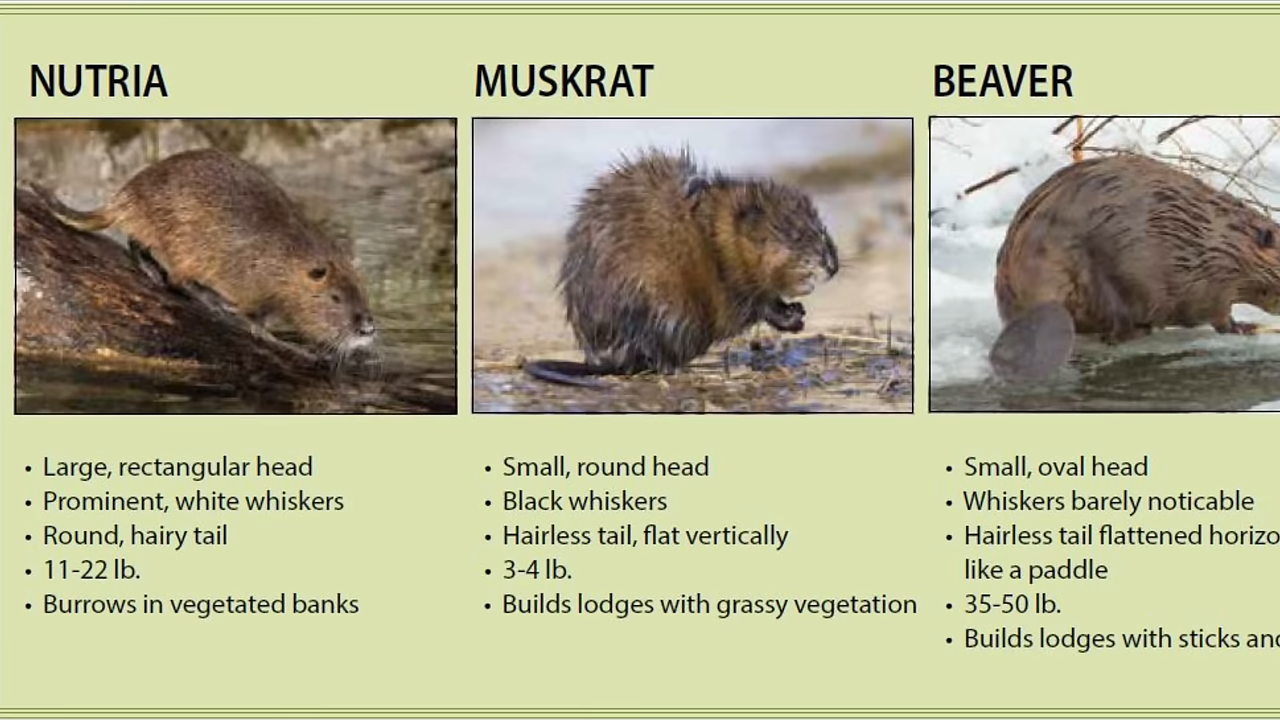 NUTRIA
• Large, rectangular head
• Prominent, white whiskers
• Round, hairy tail
• 11-22 lb.
• Burrows in vegetated banks
MUSKRAT
• Small, round head
• Black whiskers
• Hairless tail, flat vertically
• 3-4 lb.
• Builds lodges with grassy vegetation
BEAVER
• Small, oval head
• Whiskers barely noticable
• Hairless tail flattened
like a paddle
• 35-50 lb.
• Builds lodges with sticks